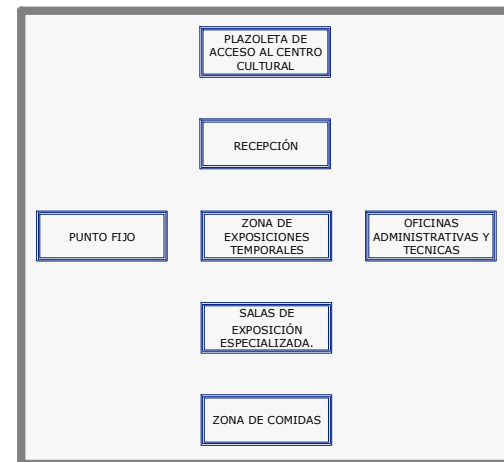 PLAZOLETA DE
ACCESO AL CENTRO
CULTURAL
RECEPCIÓN
PUNTO FIJO
ZONA DE
EXPOSICIONES
TEMPORALES
OFICINAS
ADMINISTRATIVAS Y
TECNICAS
SALAS DE
EXPOSICIÓN
ESPECIALIZADA.
ZONA DE COMIDAS